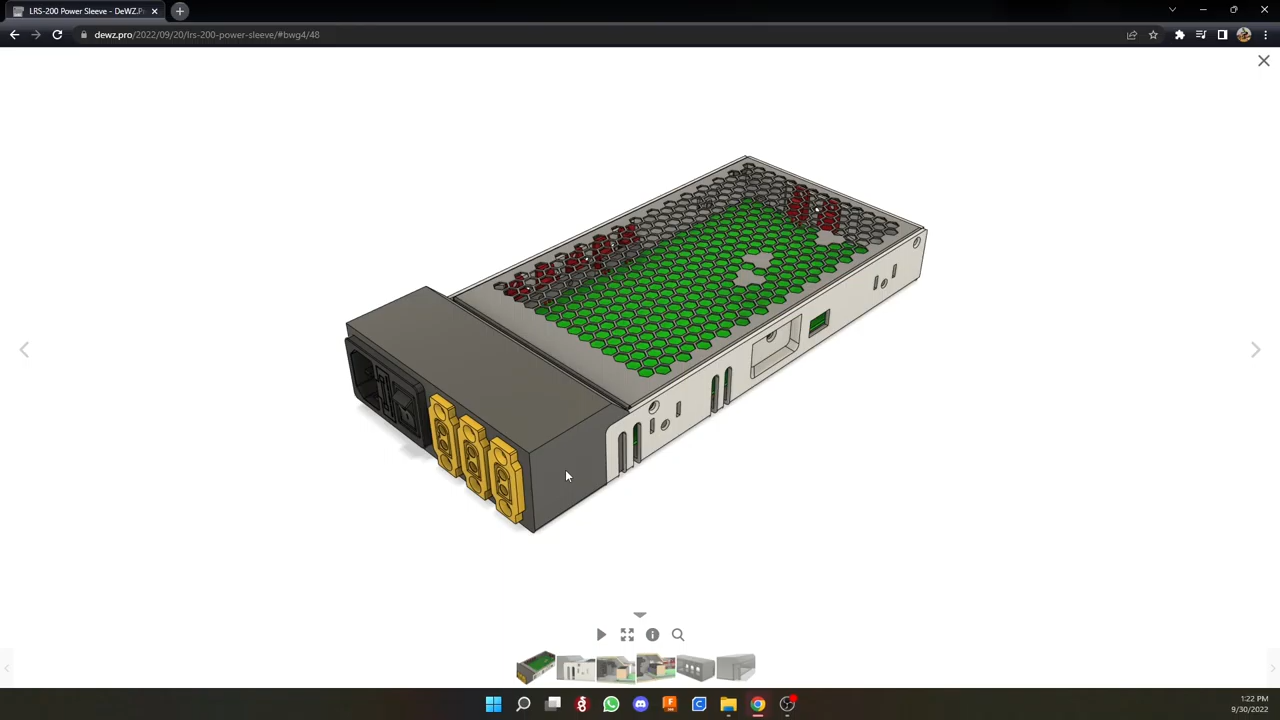 LRS-200 Power Sleeve - DeWZ.Pr
dewz.pro/2022/09/20/lrs-200-power-sleeve/#bwg4/48
1:22 PM
9/30/2022